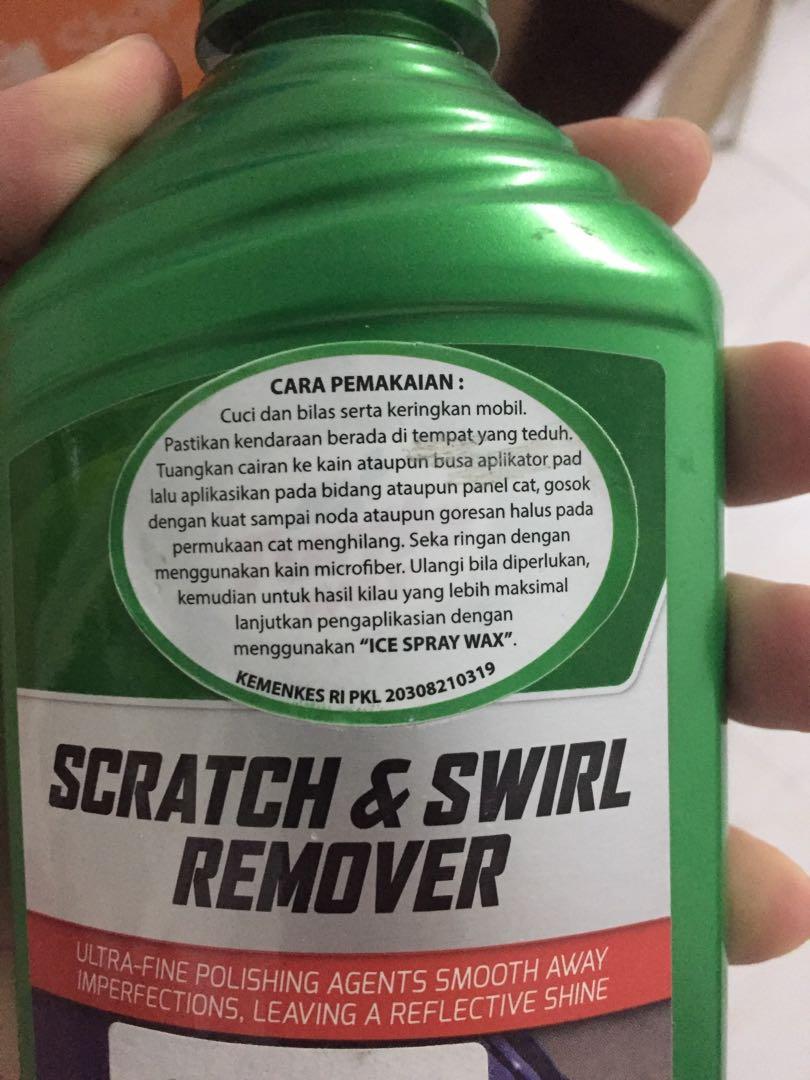 CARA PEMAKAIAN :
Cuci dan bilas serta keringkan mobil.
Pastikan kendaraan berada di tempat yang teduh.
Tuangkan cairan ke kain ataupun busa aplikator pad
lalu aplikasikan pada bidang ataupun panel cat, gosok
dengan kuat sampai noda ataupun goresan halus pada
permukaan cat menghilang. Seka ringan dengan
menggunakan kain microfiber. Ulangi bila diperlukan,
kemudian untuk hasil kilau yang lebih maksimal
lanjutkan pengaplikasian dengan
menggunakan “ICE SPRAY WAX”.
KEMENKES RI PKL 20308210319
SCRATCH & SWIRL
REMOVER
ULTRA-FINE POLISHING AGENTS SMOOTH AWAY
IMPERFECTIONS, LEAVING A REFLECTIVE SHINE